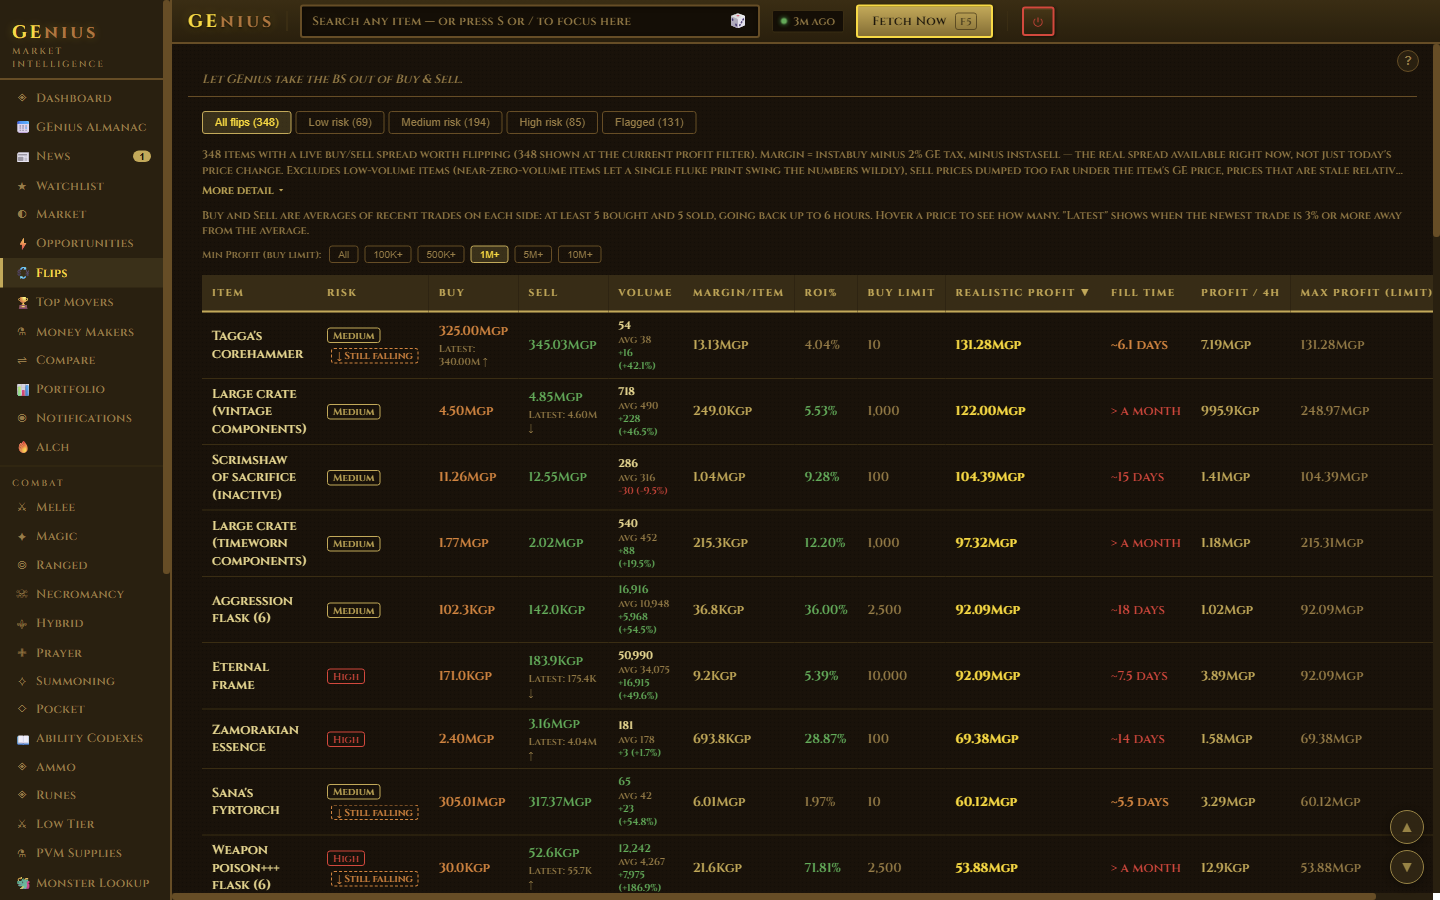 GENIUS
MARKET
INTELLIGENCE
DASHBOARD
GENIUS ALMANAC
NEWS
1
WATCHLIST
MARKET
OPPORTUNITIES
FLIPS
TOP MOVERS
MONEY MAKERS
COMPARE
PORTFOLIO
NOTIFICATIONS
ALCH
COMBAT
MELEE
MAGIC
RANGED
NECROMANCY
HYBRID
PRAYER
SUMMONING
POCKET
ABILITY CODEXES
AMMO
RUNES
LOW TIER
PVM SUPPLIES
MONSTER LOOKUP
GENIUS
SEARCH ANY ITEM — OR PRESS S OR / TO FOCUS HERE
3M AGO
FETCH NOW F5
?
LET GENIUS TAKE THE BS OUT OF BUY & SELL.
All flips (348) Low risk (69) Medium risk (194) High risk (85) Flagged (131)
348 ITEMS WITH A LIVE BUY/SELL SPREAD WORTH FLIPPING (348 SHOWN AT THE CURRENT PROFIT FILTER). MARGIN = INSTABUY MINUS 2% GE TAX, MINUS INSTASELL — THE REAL SPREAD AVAILABLE RIGHT NOW, NOT JUST TODAY'S
PRICE CHANGE. EXCLUDES LOW-VOLUME ITEMS (NEAR-ZERO-VOLUME ITEMS LET A SINGLE FLUKE PRINT SWING THE NUMBERS WILDLY), SELL PRICES DUMPED TOO FAR UNDER THE ITEM'S GE PRICE, PRICES THAT ARE STALE RELATIV...
MORE DETAIL
BUY AND SELL ARE AVERAGES OF RECENT TRADES ON EACH SIDE: AT LEAST 5 BOUGHT AND 5 SOLD, GOING BACK UP TO 6 HOURS. HOVER A PRICE TO SEE HOW MANY. "LATEST" SHOWS WHEN THE NEWEST TRADE IS 3% OR MORE AWAY
FROM THE AVERAGE.
MIN PROFIT (BUY LIMIT): All 100K+ 500K+ 1M+ 5M+ 10M+
ITEM RISK BUY SELL VOLUME MARGIN/ITEM ROI% BUY LIMIT REALISTIC PROFIT ▼ FILL TIME PROFIT / 4H MAX PROFIT (LIMIT)
TAGGA'S COREHAMMER MEDIUM ↓ STILL FALLING 325.00MGP LATEST: 340.00M ↑ 345.03MGP 54 AVG 38 +16 (+42.1%) 13.13MGP 4.04% 10 131.28MGP ~6.1 DAYS 7.19MGP 131.28MGP
LARGE CRATE (VINTAGE COMPONENTS) MEDIUM 4.50MGP 4.85MGP LATEST: 4.60M ↓ 718 AVG 490 +228 (+46.5%) 249.0KGP 5.53% 1,000 122.00MGP > A MONTH 995.9KGP 248.97MGP
SCRIMSHAW OF SACRIFICE (INACTIVE) MEDIUM 11.26MGP 12.55MGP 286 AVG 316 -30 (-9.5%) 1.04MGP 9.28% 100 104.39MGP ~15 DAYS 1.41MGP 104.39MGP
LARGE CRATE (TIMEWORN COMPONENTS) MEDIUM 1.77MGP 2.02MGP 540 AVG 452 +88 (+19.5%) 215.3KGP 12.20% 1,000 97.32MGP > A MONTH 1.18MGP 215.31MGP
AGGRESSION FLASK (6) MEDIUM 102.3KGP 142.0KGP 16,916 AVG 10,948 +5,968 (+54.5%) 36.8KGP 36.00% 2,500 92.09MGP ~18 DAYS 1.02MGP 92.09MGP
ETERNAL FRAME HIGH 171.0KGP 183.9KGP LATEST: 175.4K ↓ 50,990 AVG 34,075 +16,915 (+49.6%) 9.2KGP 5.39% 10,000 92.09MGP ~7.5 DAYS 3.89MGP 92.09MGP
ZAMORAKIAN ESSENCE HIGH 2.40MGP 3.16MGP LATEST: 4.04M ↑ 181 AVG 178 +3 (+1.7%) 693.8KGP 28.87% 100 69.38MGP ~14 DAYS 1.58MGP 69.38MGP
SANA'S FYRTORCH MEDIUM ↓ STILL FALLING 305.01MGP 317.37MGP 65 AVG 42 +23 (+54.8%) 6.01MGP 1.97% 10 60.12MGP ~5.5 DAYS 3.29MGP 60.12MGP
WEAPON POISON+++ FLASK (6) HIGH ↓ STILL FALLING 30.0KGP 52.6KGP LATEST: 55.7K ↑ 12,242 AVG 4,267 +7,975 (+186.9%) 21.6KGP 71.81% 2,500 53.88MGP > A MONTH 12.9KGP 53.88MGP